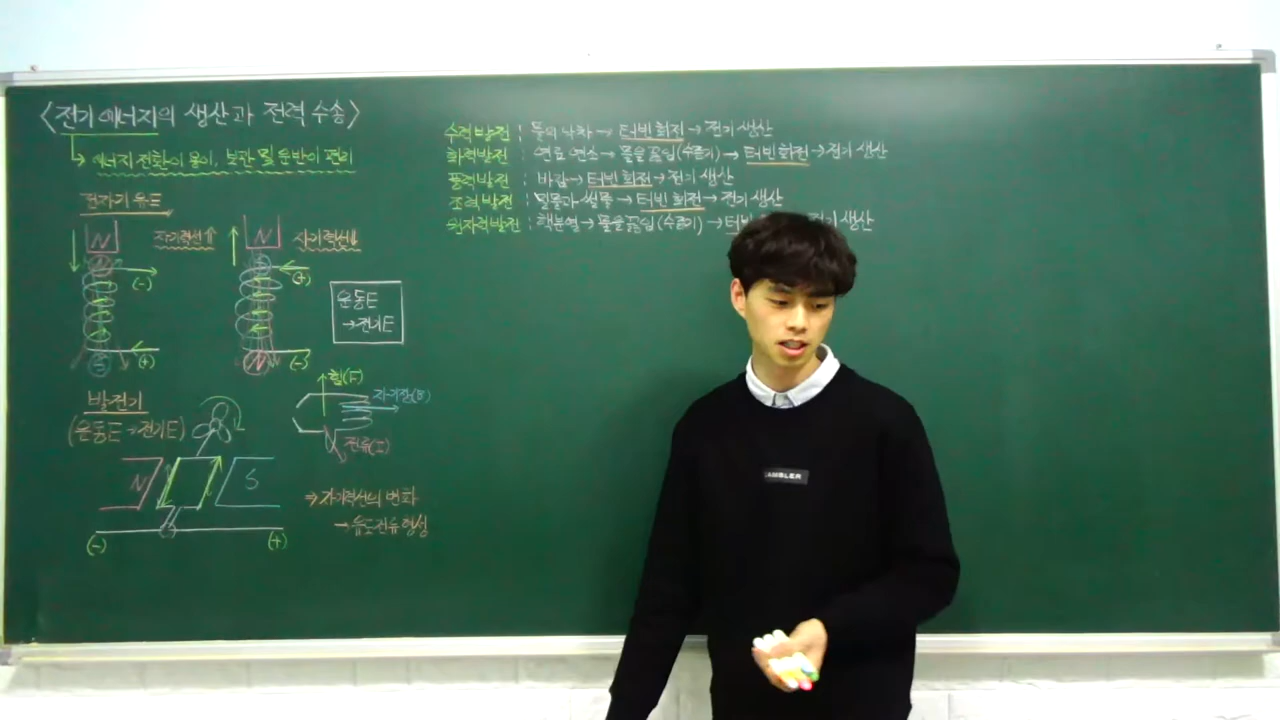 <전기에너지의 생산과 전력 수송>
↳ 에너지 전환이 용이, 보관 및 운반이 편리
전자기 유도
N 자기력선↑
N 자기력선↓
(-)
(+)
(+)
(-)
N
운동E
→전기E
발전기
(운동E→전기E)
힘(F)
자기장(B)
전류(I)
N S
(-) (+)
⇒자기력선의 변화
→유도전류 형성
수력발전 : 물의 낙차→터빈 회전→전기 생산
화력발전 : 연료 연소→물을 끓임(수증기)→터빈회전→전기 생산
풍력발전 : 바람→터빈 회전→전기 생산
조력발전 : 밀물과 썰물→터빈 회전→전기 생산
원자력발전 : 핵분열→물을 끓임(수증기)→터 전기 생산
AMBLER